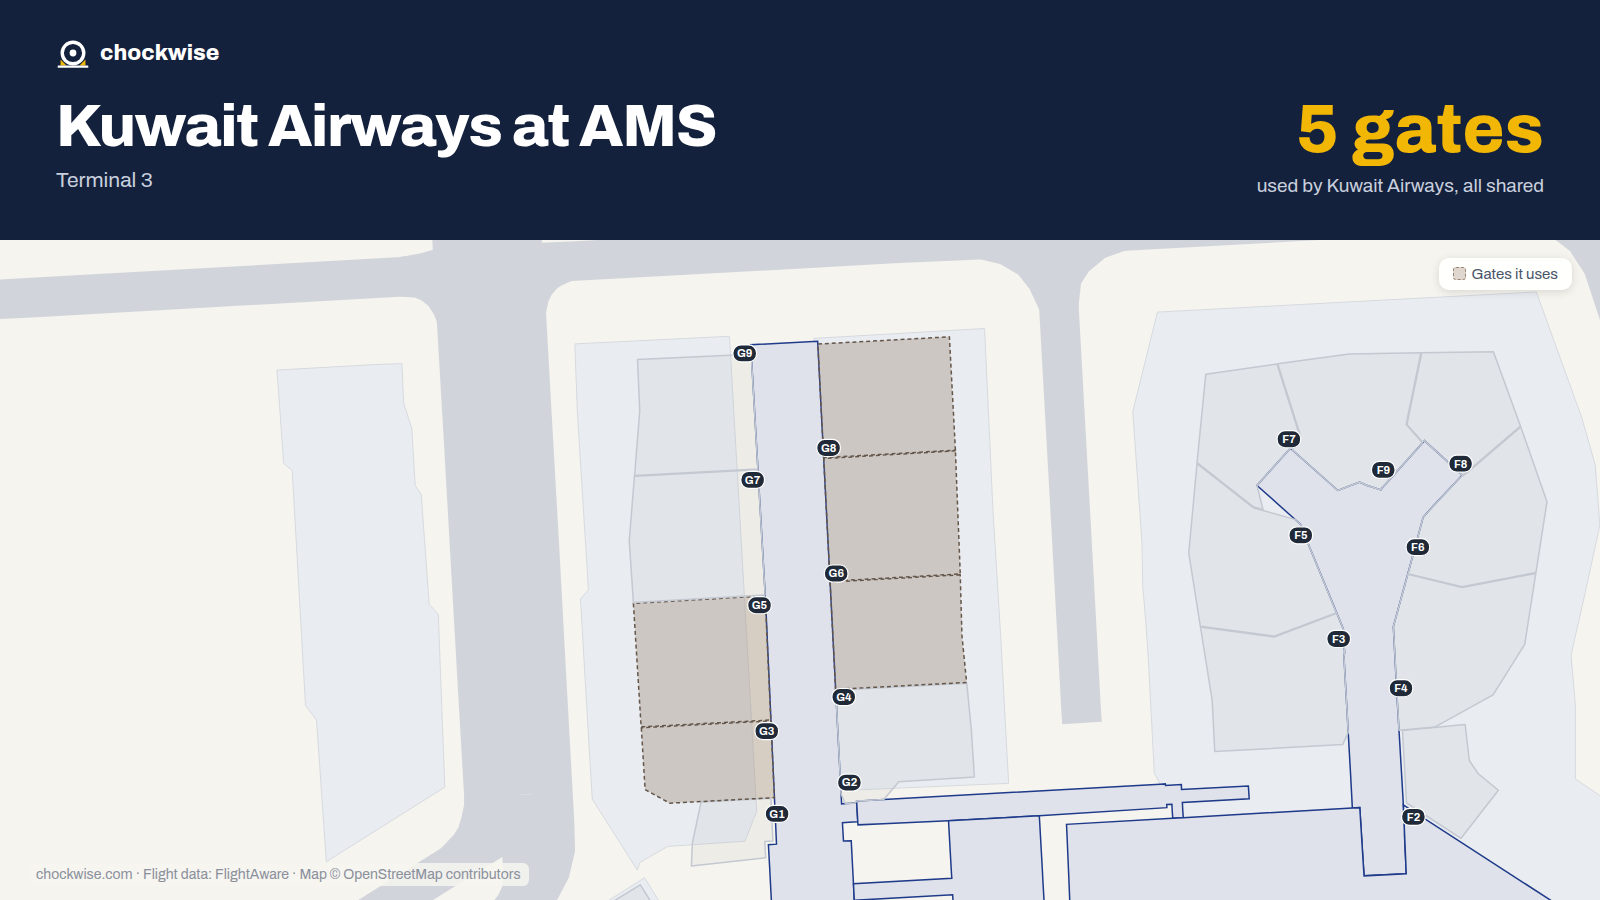 chockwise
Kuwait Airways at AMS
Terminal 3
5 gates
used by Kuwait Airways, all shared
Gates it uses
G9
G8
G7
G6
G5
G4
G3
G2
G1
F7
F9
F8
F5
F6
F3
F4
F2
chockwise.com · Flight data: FlightAware · Map © OpenStreetMap contributors